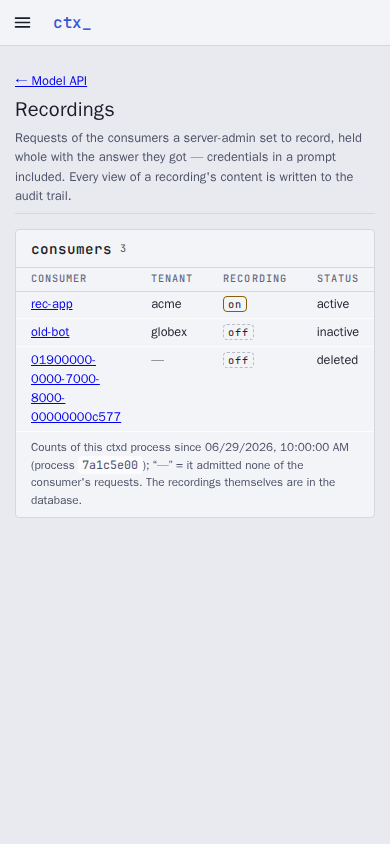 ctx_
← Model API
Recordings
Requests of the consumers a server-admin set to record, held
whole with the answer they got — credentials in a prompt
included. Every view of a recording's content is written to the
audit trail.
consumers 3
CONSUMER TENANT RECORDING STATUS
rec-app acme on active
old-bot globex off inactive
01900000- — off deleted
0000-7000-
8000-
00000000c577
Counts of this ctxd process since 06/29/2026, 10:00:00 AM
(process 7a1c5e00 ); “—” = it admitted none of the
consumer's requests. The recordings themselves are in the
database.